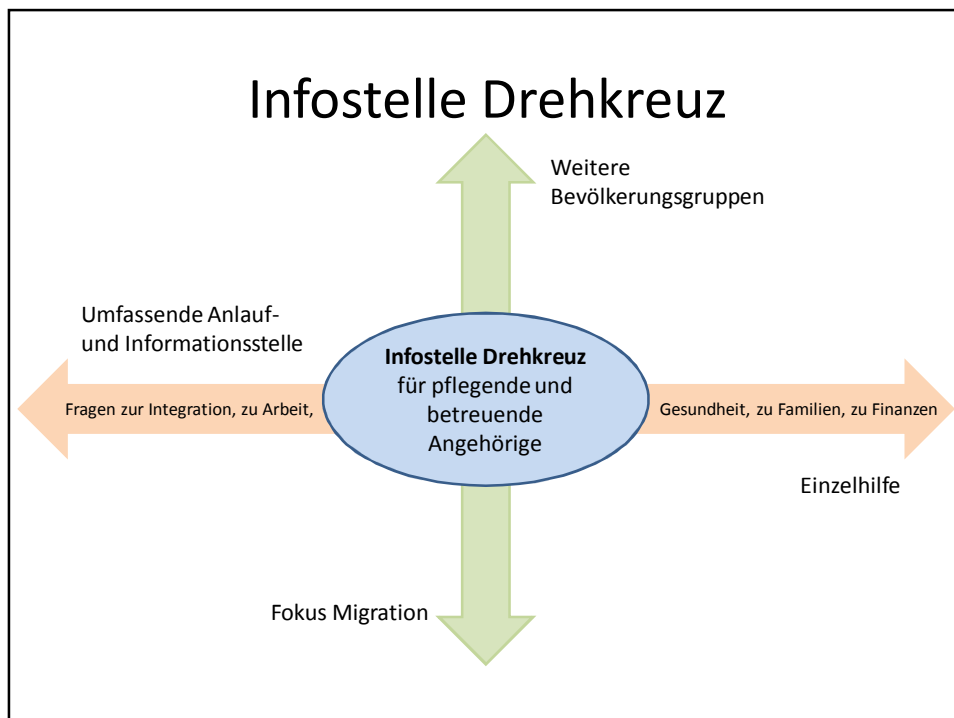 Infostelle Drehkreuz
Weitere
Bevölkerungsgruppen
Umfassende Anlauf-
und Informationsstelle
Infostelle Drehkreuz
für pflegende und
betreuende
Angehörige
Fragen zur Integration, zu Arbeit,
Gesundheit, zu Familien, zu Finanzen
Einzelhilfe
Fokus Migration